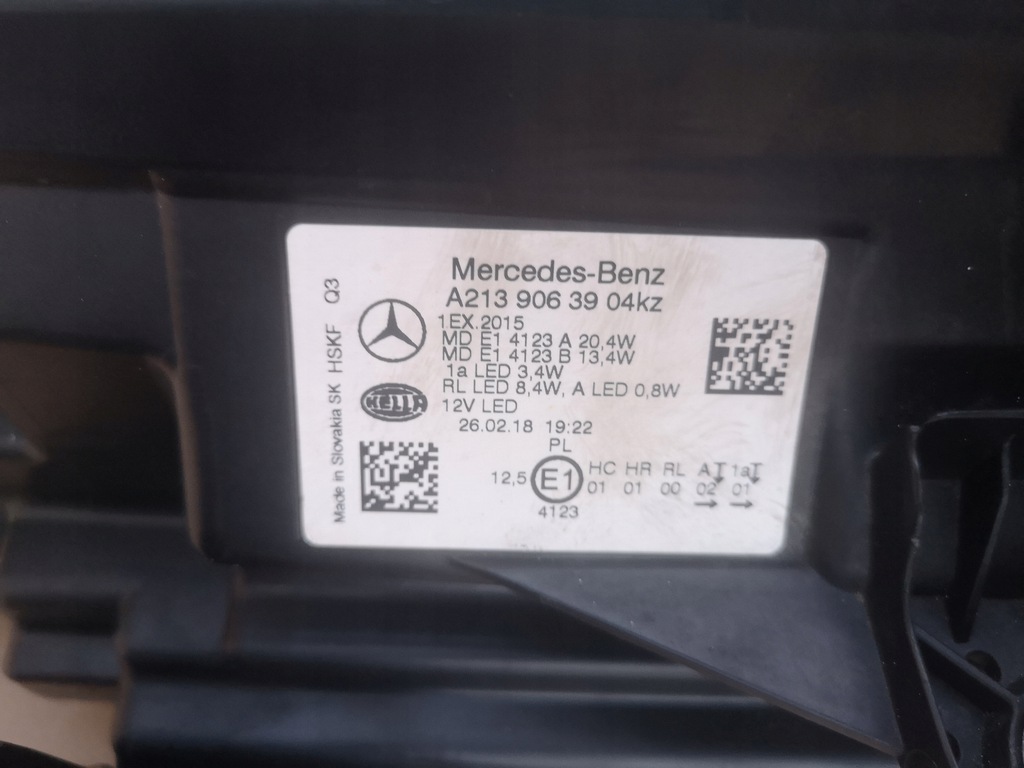 Mercedes-Benz
A213 906 39 04kz
1.EX.2015
MD E1 4123 A 20,4W
MD E1 4123 B 13,4W
1a LED 3,4W
RL LED 8,4W, A LED 0,8W
12V LED
26.02.18 19:22
PL
12,5 E1 HC HR RL A 1a
01 01 00 02 01
4123
HELLA
Made in Slovakia SK HSKF Q3